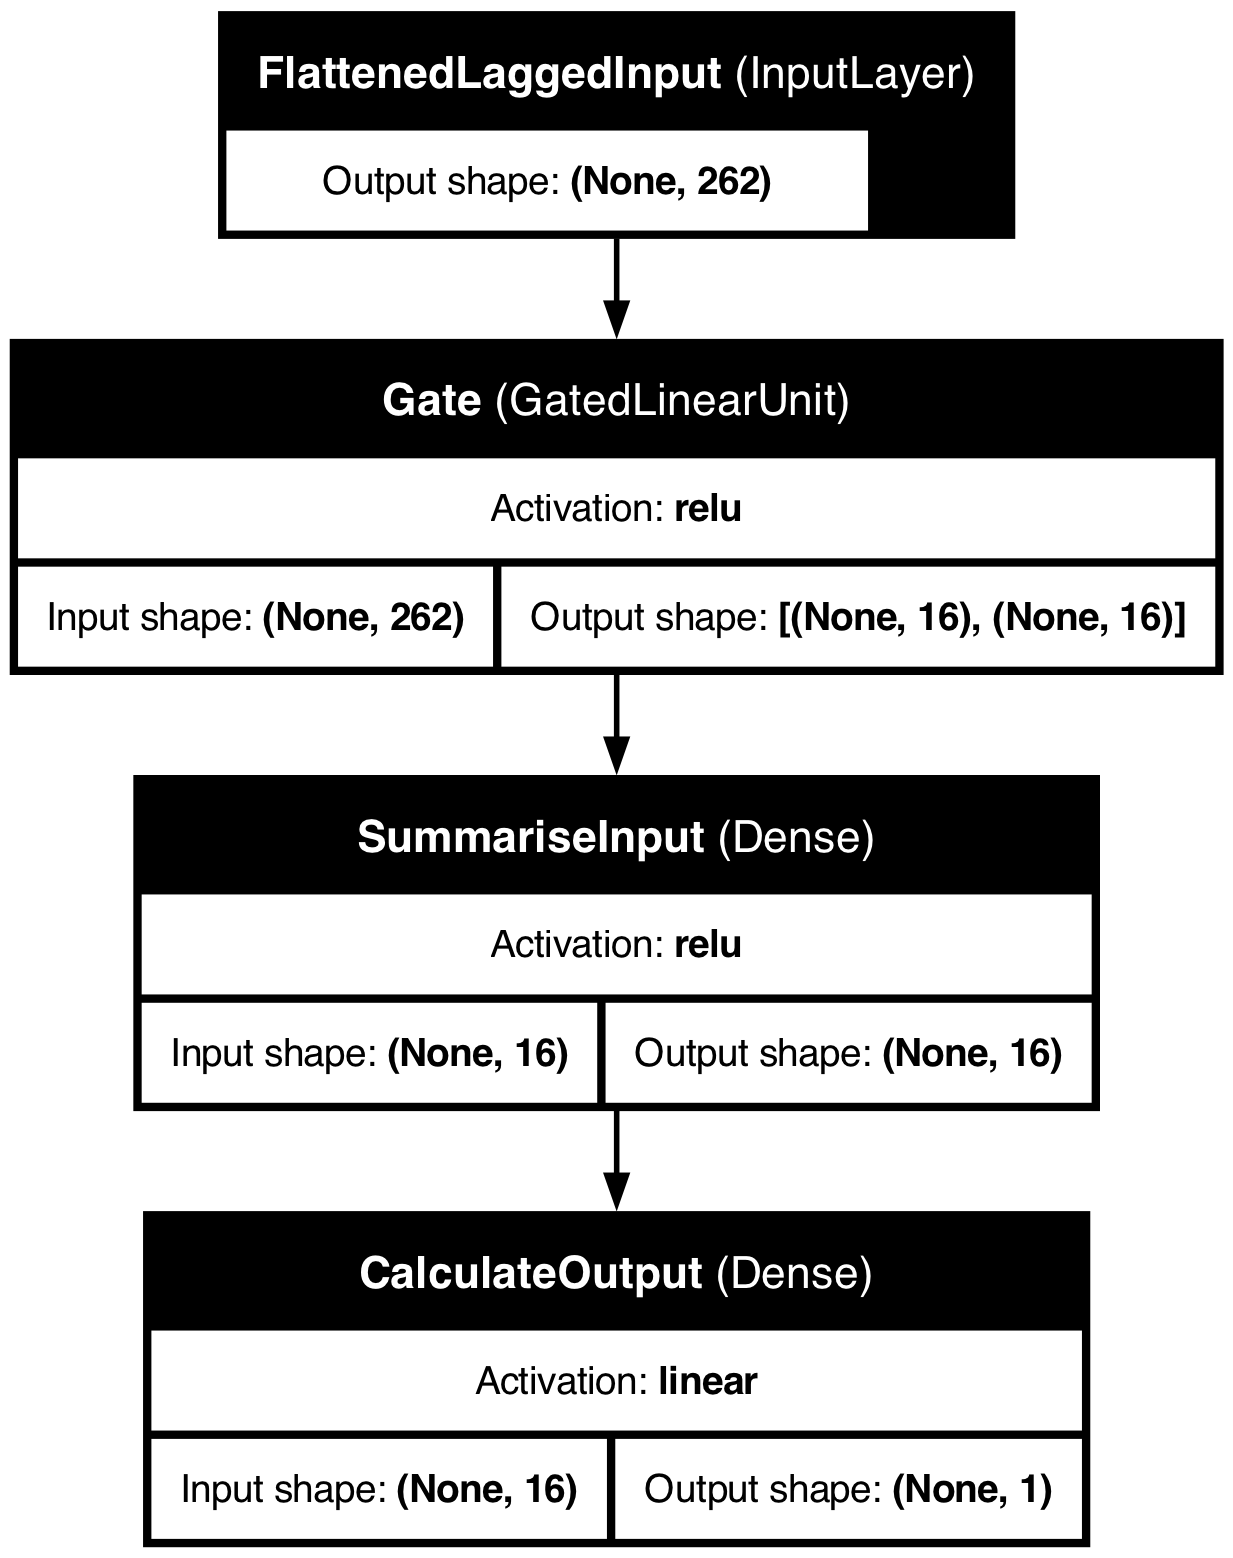 FlattenedLaggedInput (InputLayer)
Output shape: (None, 262)
Gate (GatedLinearUnit)
Activation: relu
Input shape: (None, 262) Output shape: [(None, 16), (None, 16)]
SummariseInput (Dense)
Activation: relu
Input shape: (None, 16) Output shape: (None, 16)
CalculateOutput (Dense)
Activation: linear
Input shape: (None, 16) Output shape: (None, 1)